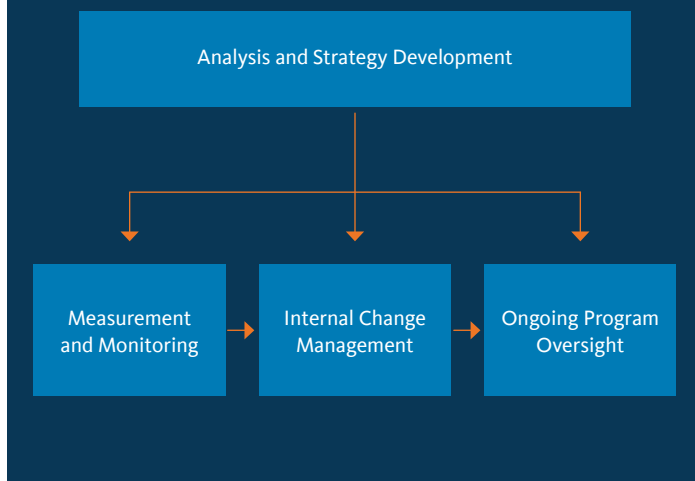 Analysis and Strategy Development
Measurement
and Monitoring
Internal Change
Management
Ongoing Program
Oversight